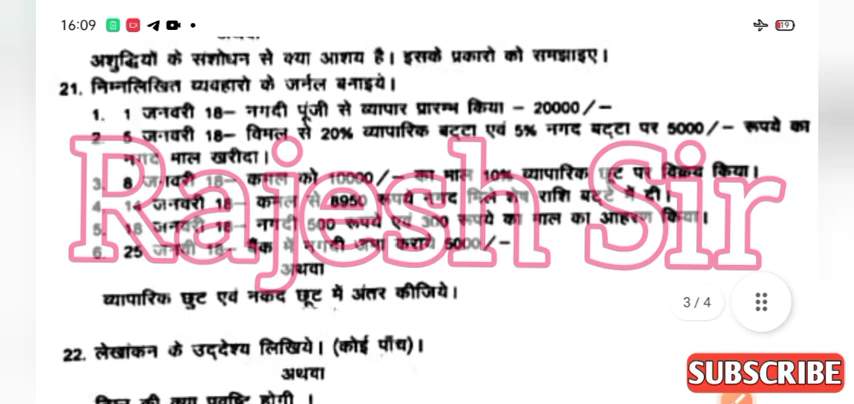 16:09
19
अशुद्धियों के संशोधन से क्या आशय है। इसके प्रकारो को समझाइए।
21. निम्नलिखित व्यवहारो के जर्नल बनाइये।
1. 1 जनवरी 18– नगदी पूंजी से व्यापार प्रारम्भ किया – 20000/–
2. 5 जनवरी 18– विमल से 20% व्यापारिक बट्टा एवं 5% नगद बट्टा पर 5000/– रूपये का
नगद माल खरीदा।
3. 8 जनवरी 18– कमल को 10000/– का माल 10% व्यापारिक छूट पर विक्रय किया।
4. 14 जनवरी 18– कमल से 8950 रूपये नगद मिले शेष राशि बट्टे में दी।
5. 18 जनवरी 18– नगदी 500 रूपये एवं 300 रूपये का माल का आहरण किया।
6. 25 जनवरी 18– बैंक में नगदी जमा कराये 5000/–
अथवा
व्यापारिक छुट एवं नकद छूट में अंतर कीजिये।
22. लेखांकन के उद्देश्य लिखिये। (कोई पाँच)।
अथवा
Rajesh Sir
3 / 4
SUBSCRIBE